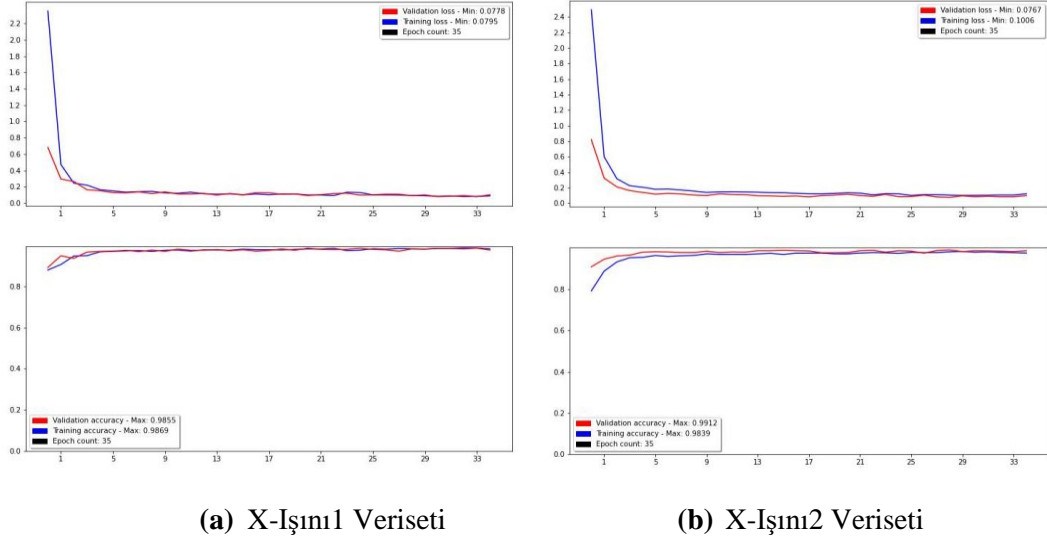 2.2
2.0
1.8
1.6
1.4
1.2
1.0
0.8
0.6
0.4
0.2
0.0
Validation loss - Min: 0.0778
Training loss - Min: 0.0795
Epoch count: 35
1 5 9 13 17 21 25 29 33
0.8
0.6
0.4
0.2
0.0
Validation accuracy - Max: 0.9855
Training accuracy - Max: 0.9869
Epoch count: 35
1 5 9 13 17 21 25 29 33
(a) X-Işını1 Veriseti
2.4
2.2
2.0
1.8
1.6
1.4
1.2
1.0
0.8
0.6
0.4
0.2
0.0
Validation loss - Min: 0.0767
Training loss - Min: 0.1006
Epoch count: 35
1 5 9 13 17 21 25 29 33
0.8
0.6
0.4
0.2
0.0
Validation accuracy - Max: 0.9912
Training accuracy - Max: 0.9839
Epoch count: 35
1 5 9 13 17 21 25 29 33
(b) X-Işını2 Veriseti